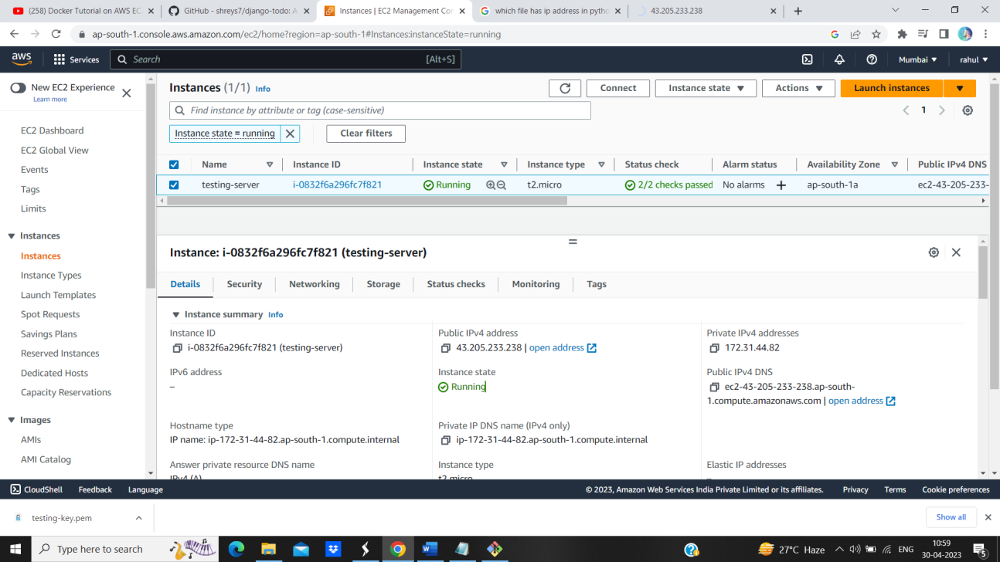 (258) Docker Tutorial on AWS EC
GitHub - shreys7/django-todo: A
Instances | EC2 Management Con
which file has ip address in pytho
43.205.233.238
ap-south-1.console.aws.amazon.com/ec2/home?region=ap-south-1#Instances:instanceState=running
aws
Services
Search
[Alt+S]
Mumbai
rahul
New EC2 Experience
Learn more
EC2 Dashboard
EC2 Global View
Events
Tags
Limits
Instances
Instances
Instance Types
Launch Templates
Spot Requests
Savings Plans
Reserved Instances
Dedicated Hosts
Capacity Reservations
Images
AMIs
AMI Catalog
Instances (1/1) Info
Connect
Instance state
Actions
Launch instances
Find instance by attribute or tag (case-sensitive)
1
Instance state = running
Clear filters
Name
Instance ID
Instance state
Instance type
Status check
Alarm status
Availability Zone
Public IPv4 DNS
testing-server
i-0832f6a296fc7f821
Running
t2.micro
2/2 checks passed
No alarms
ap-south-1a
ec2-43-205-233-
Instance: i-0832f6a296fc7f821 (testing-server)
Details
Security
Networking
Storage
Status checks
Monitoring
Tags
Instance summary Info
Instance ID
i-0832f6a296fc7f821 (testing-server)
Public IPv4 address
43.205.233.238 | open address
Private IPv4 addresses
172.31.44.82
IPv6 address
–
Instance state
Running
Public IPv4 DNS
ec2-43-205-233-238.ap-south-
1.compute.amazonaws.com | open address
Hostname type
IP name: ip-172-31-44-82.ap-south-1.compute.internal
Private IP DNS name (IPv4 only)
ip-172-31-44-82.ap-south-1.compute.internal
Answer private resource DNS name
IPv4 (A)
Instance type
t2.micro
Elastic IP addresses
–
CloudShell
Feedback
Language
© 2023, Amazon Web Services India Private Limited or its affiliates.
Privacy
Terms
Cookie preferences
testing-key.pem
Show all
Type here to search
27°C Haze
ENG
10:59
30-04-2023
5